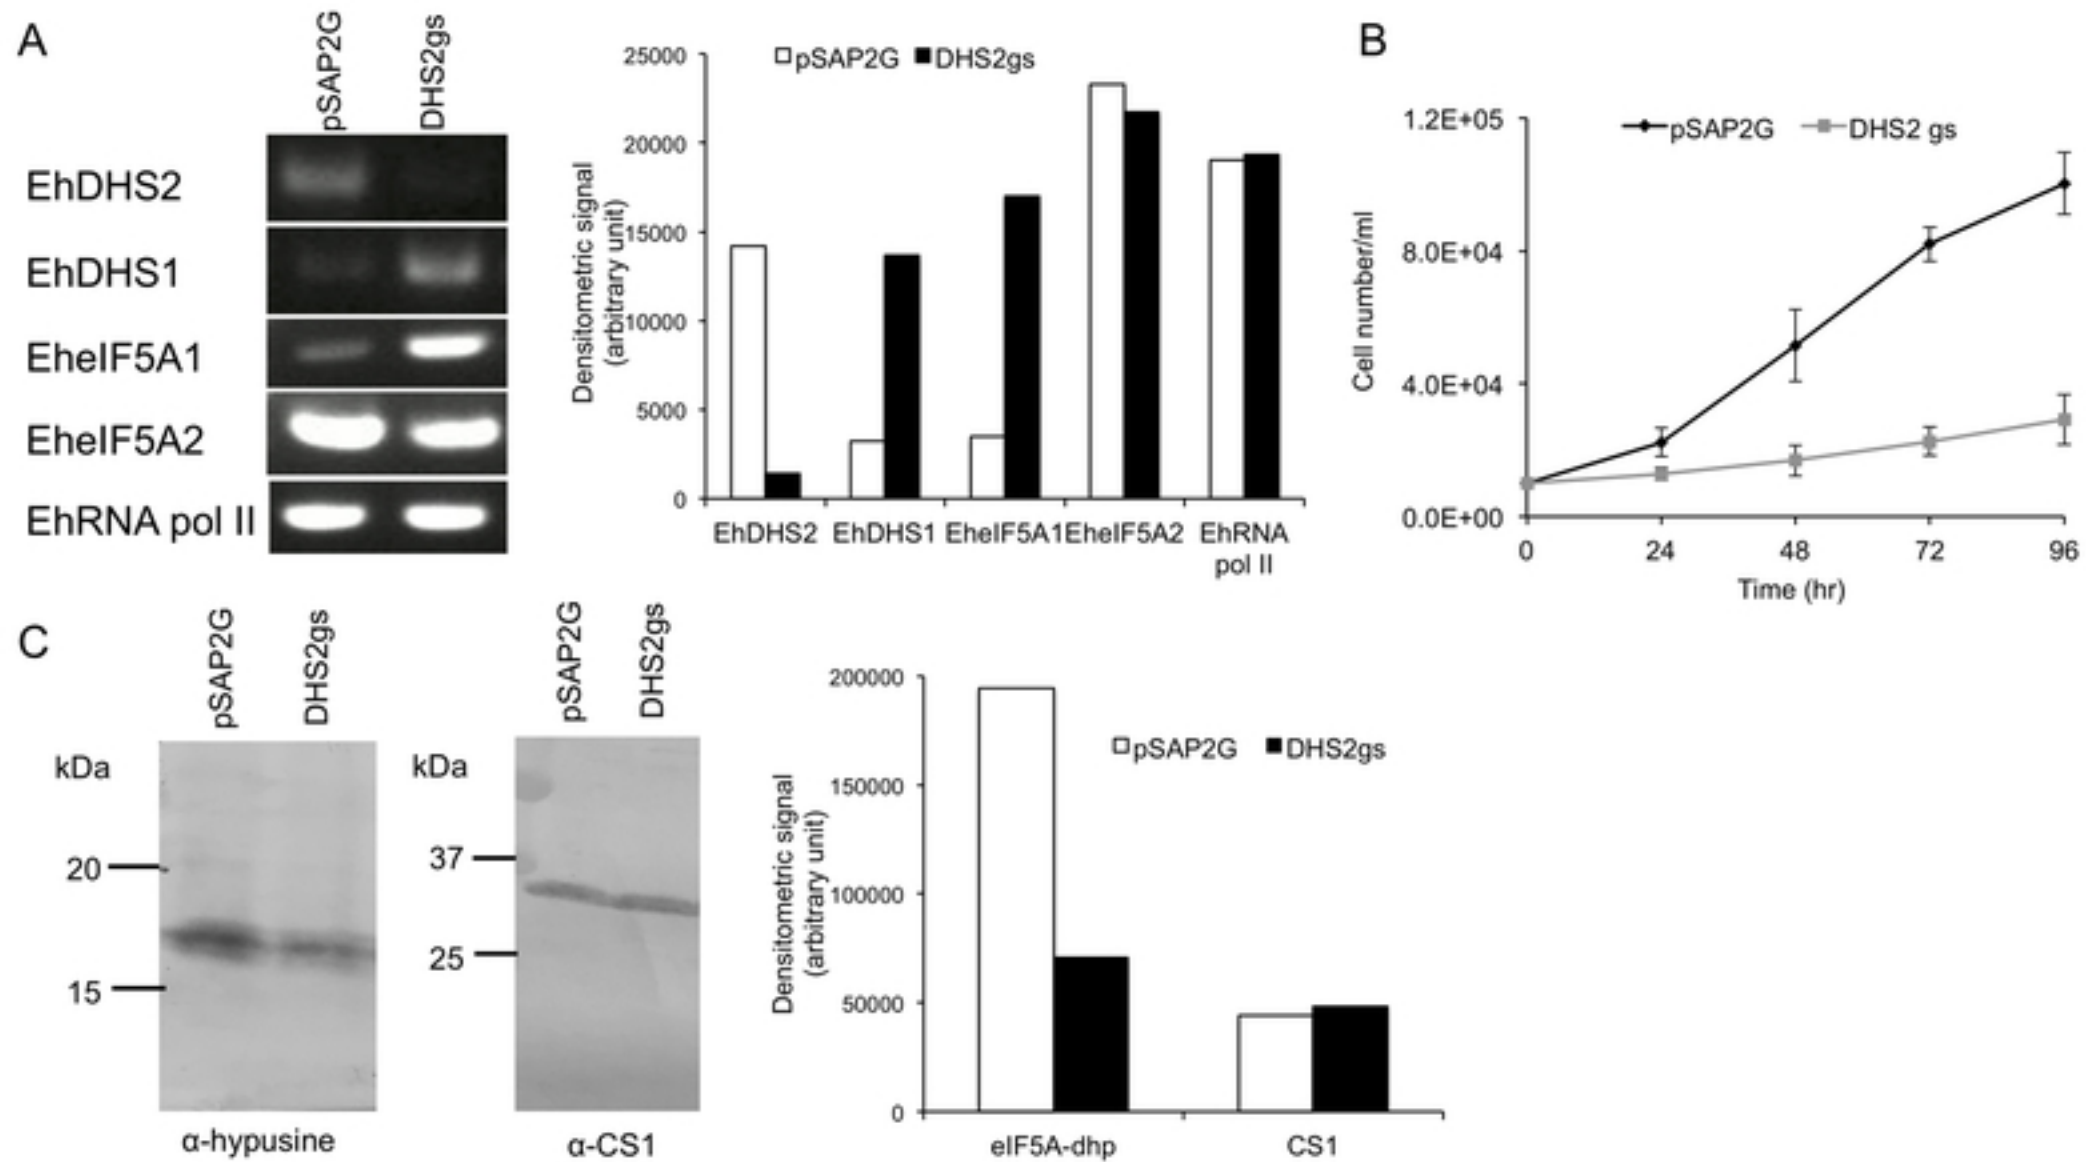 A
pSAP2G
DHS2gs
EhDHS2
EhDHS1
EheIF5A1
EheIF5A2
EhRNA pol II
Densitometric signal
(arbitrary unit)
25000
20000
15000
10000
5000
0
pSAP2G DHS2gs
EhDHS2 EhDHS1 EheIF5A1 EheIF5A2 EhRNA
pol II
B
Cell number/ml
1.2E+05
8.0E+04
4.0E+04
0.0E+00
pSAP2G DHS2 gs
0 24 48 72 96
Time (hr)
C
pSAP2G
DHS2gs
kDa
20
15
α-hypusine
pSAP2G
DHS2gs
kDa
37
25
α-CS1
Densitometric signal
(arbitrary unit)
200000
150000
100000
50000
0
pSAP2G DHS2gs
eIF5A-dhp CS1